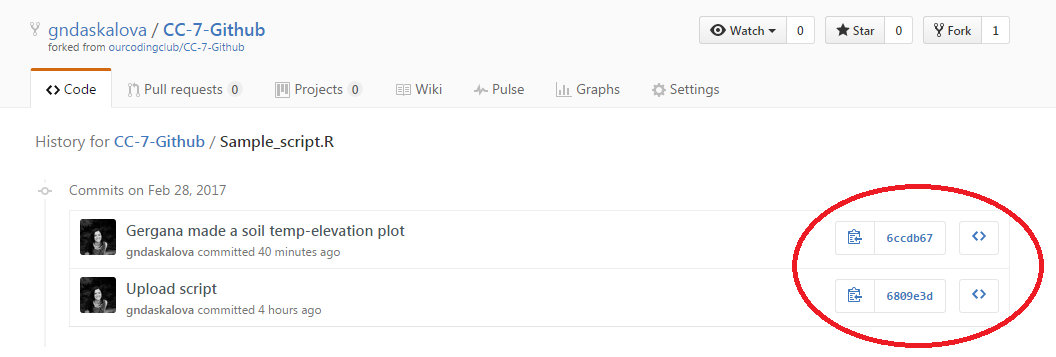 gndaskalova / CC-7-Github
forked from ourcodingclub/CC-7-Github
Watch 0 Star 0 Fork 1
Code Pull requests 0 Projects 0 Wiki Pulse Graphs Settings
History for CC-7-Github / Sample_script.R
Commits on Feb 28, 2017
Gergana made a soil temp-elevation plot
gndaskalova committed 40 minutes ago
6ccdb67
Upload script
gndaskalova committed 4 hours ago
6809e3d